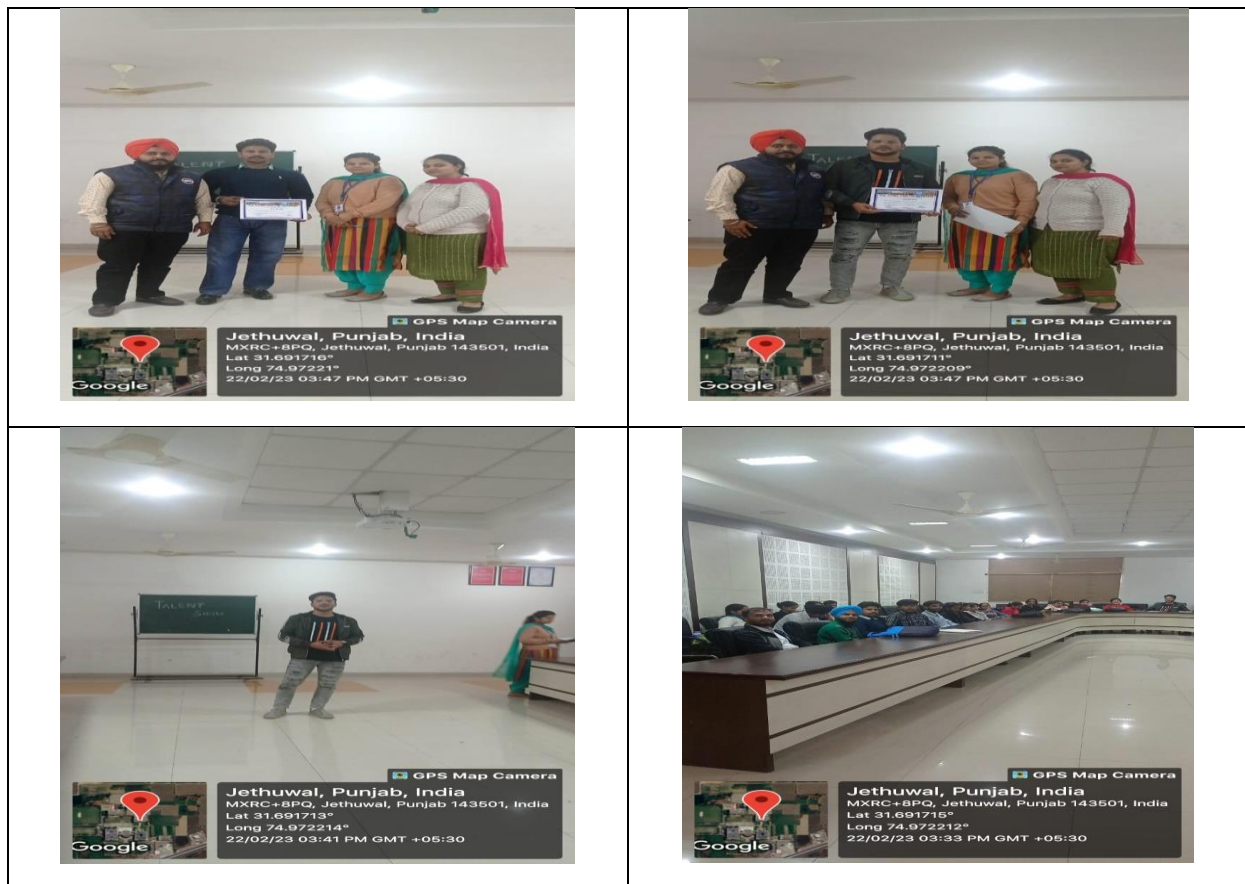 TALENT
GPS Map Camera
Jethuwal, Punjab, India
MXRC+8PQ, Jethuwal, Punjab 143501, India
Lat 31.691716°
Long 74.97221°
22/02/23 03:47 PM GMT +05:30
Google
TALENT
GPS Map Camera
Jethuwal, Punjab, India
MXRC+8PQ, Jethuwal, Punjab 143501, India
Lat 31.691711°
Long 74.972209°
22/02/23 03:47 PM GMT +05:30
Google
TALENT
SHOW
GPS Map Camera
Jethuwal, Punjab, India
MXRC+8PQ, Jethuwal, Punjab 143501, India
Lat 31.691713°
Long 74.972214°
22/02/23 03:41 PM GMT +05:30
Google
GPS Map Camera
Jethuwal, Punjab, India
MXRC+8PQ, Jethuwal, Punjab 143501, India
Lat 31.691715°
Long 74.972212°
22/02/23 03:33 PM GMT +05:30
Google